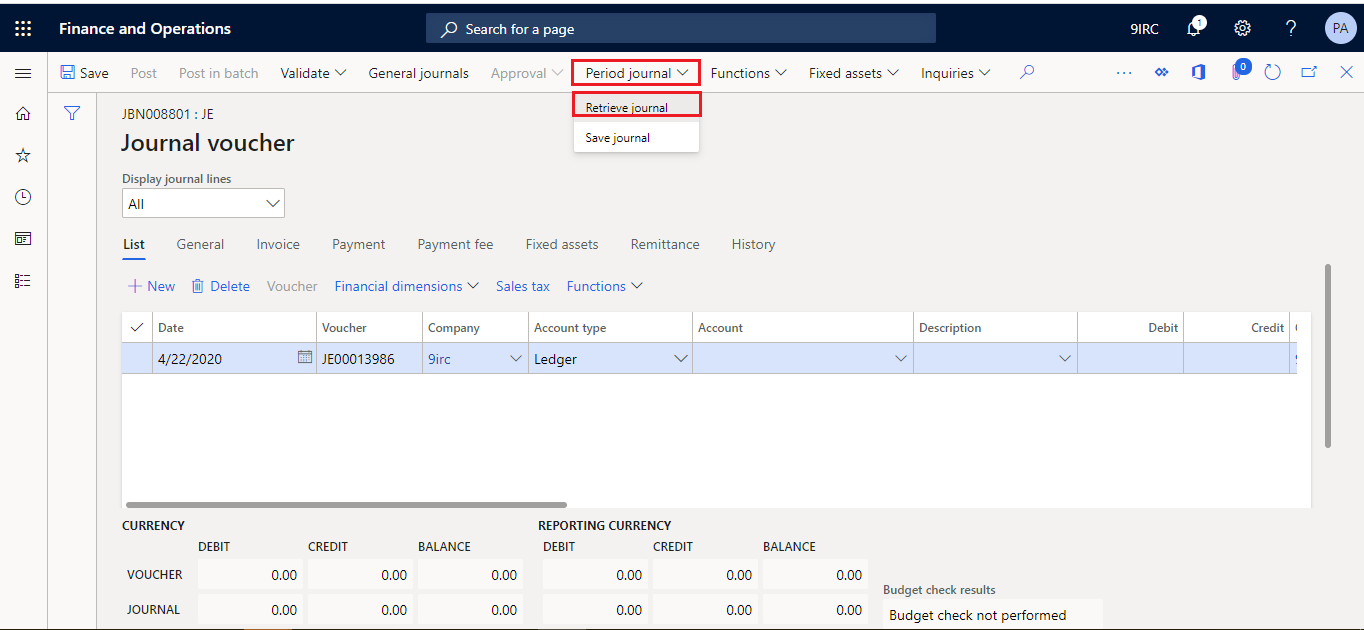 Finance and Operations Search for a page 9IRC 1 ? PA
Save Post Post in batch Validate General journals Approval Period journal Functions Fixed assets Inquiries ... 0
Retrieve journal
Save journal
JBN008801 : JE
Journal voucher
Display journal lines
All
List General Invoice Payment Payment fee Fixed assets Remittance History
New Delete Voucher Financial dimensions Sales tax Functions
Date Voucher Company Account type Account Description Debit Credit
4/22/2020 JE00013986 9irc Ledger
CURRENCY REPORTING CURRENCY
DEBIT CREDIT BALANCE DEBIT CREDIT BALANCE
VOUCHER 0.00 0.00 0.00 0.00 0.00 0.00
Budget check results
JOURNAL 0.00 0.00 0.00 0.00 0.00 0.00
Budget check not performed